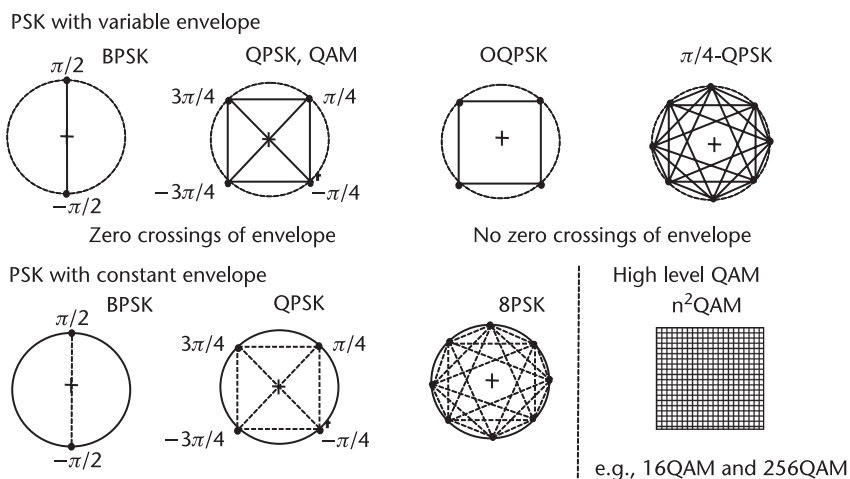 PSK with variable envelope
BPSK
QPSK, QAM
OQPSK
π/4-QPSK
π/2
3π/4
π/4
−3π/4
−π/4
−π/2
Zero crossings of envelope
No zero crossings of envelope
PSK with constant envelope
High level QAM
BPSK
QPSK
8PSK
n²QAM
π/2
3π/4
π/4
−3π/4
−π/4
−π/2
e.g., 16QAM and 256QAM